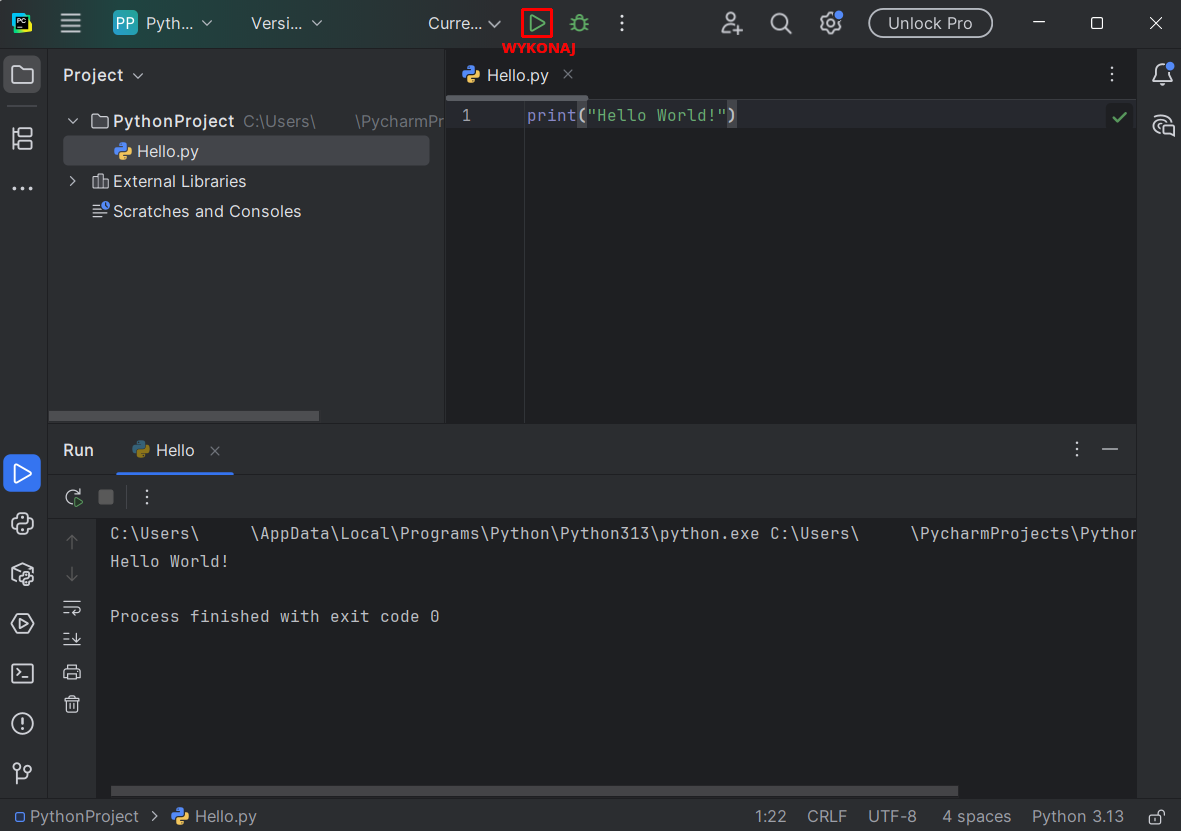 PC PP Pyth... Versi... Curre... Unlock Pro
WYKONAJ
Project
Hello.py
PythonProject C:\Users\ \PycharmPr
Hello.py
External Libraries
Scratches and Consoles
1 print("Hello World!")
Run Hello
C:\Users\ \AppData\Local\Programs\Python\Python313\python.exe C:\Users\ \PycharmProjects\Python
Hello World!
Process finished with exit code 0
PythonProject Hello.py 1:22 CRLF UTF-8 4 spaces Python 3.13